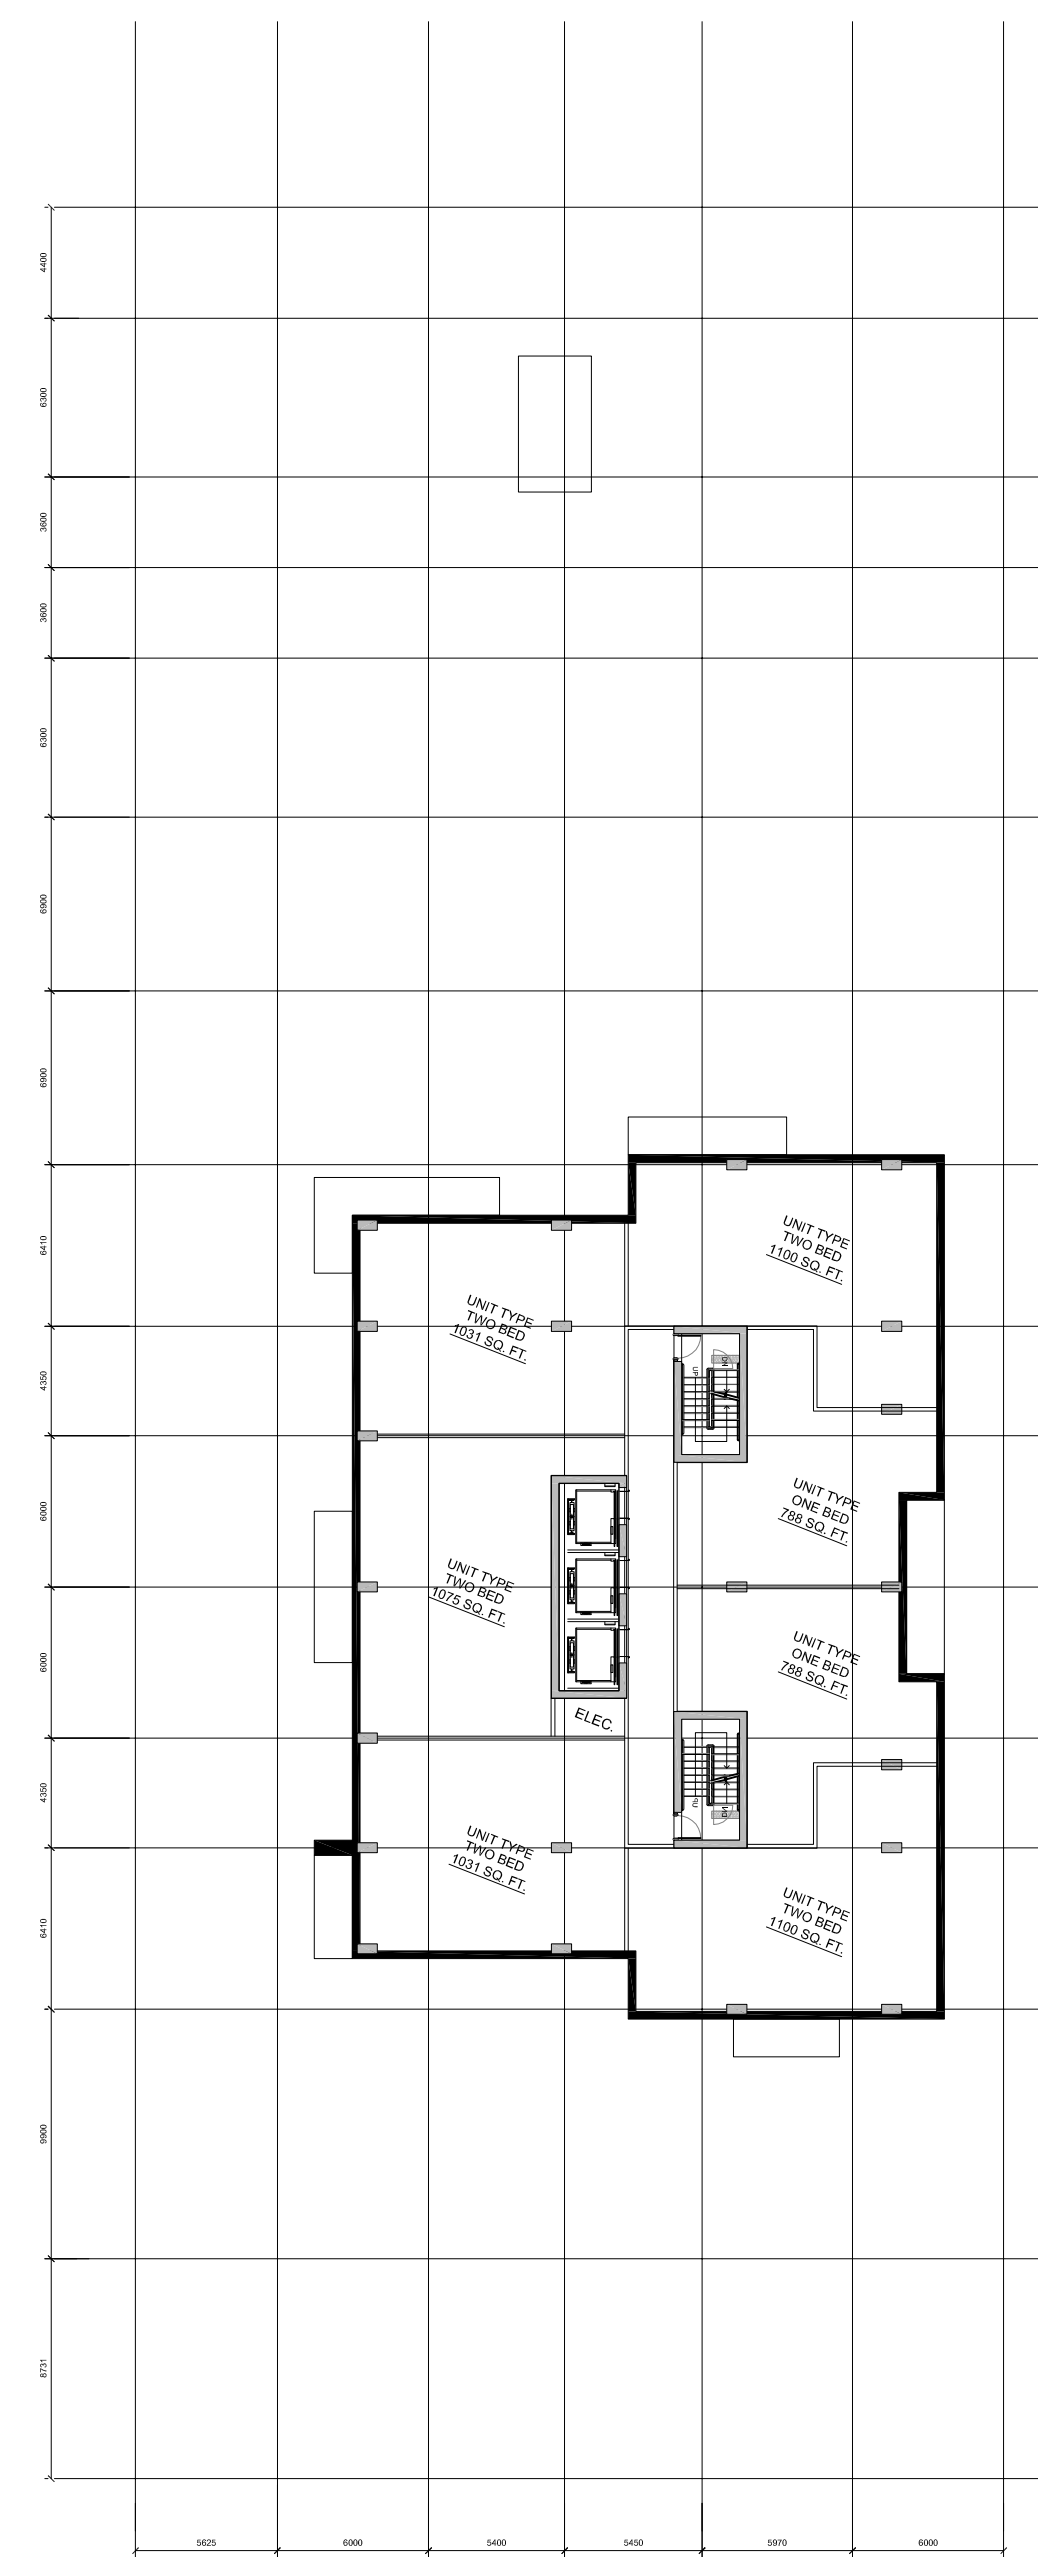 4400
6300
3600
3600
6300
6900
6900
6410
4350
6000
6000
4350
6410
9900
8731
UNIT TYPE
TWO BED
1100 SQ. FT.
UNIT TYPE
TWO BED
1031 SQ. FT.
UP
DN
UNIT TYPE
ONE BED
788 SQ. FT.
UNIT TYPE
TWO BED
1075 SQ. FT.
UNIT TYPE
ONE BED
788 SQ. FT.
ELEC.
UP
DN
UNIT TYPE
TWO BED
1031 SQ. FT.
UNIT TYPE
TWO BED
1100 SQ. FT.
5625
6000
5400
5450
5970
6000